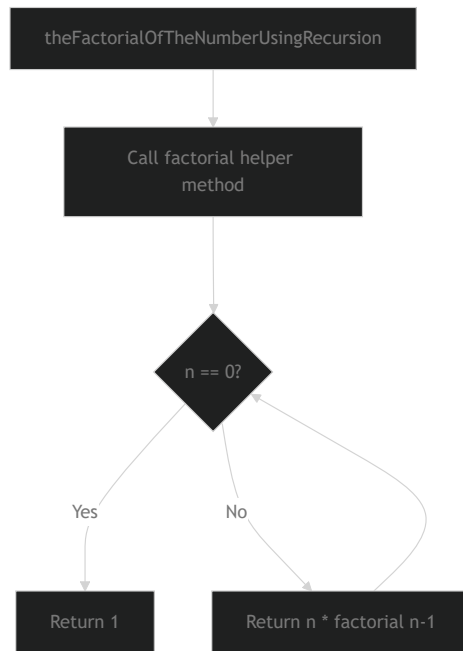 theFactorialOfTheNumberUsingRecursion
Call factorial helper
method
n == 0?
Yes
No
Return 1
Return n * factorial n-1